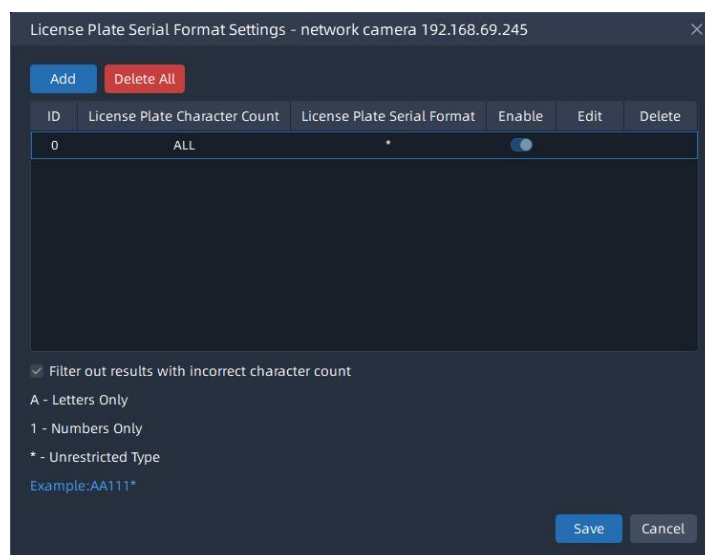 License Plate Serial Format Settings - network camera 192.168.69.245
Add Delete All
ID License Plate Character Count License Plate Serial Format Enable Edit Delete
0 ALL *
Filter out results with incorrect character count
A - Letters Only
1 - Numbers Only
* - Unrestricted Type
Example:AA111*
Save Cancel